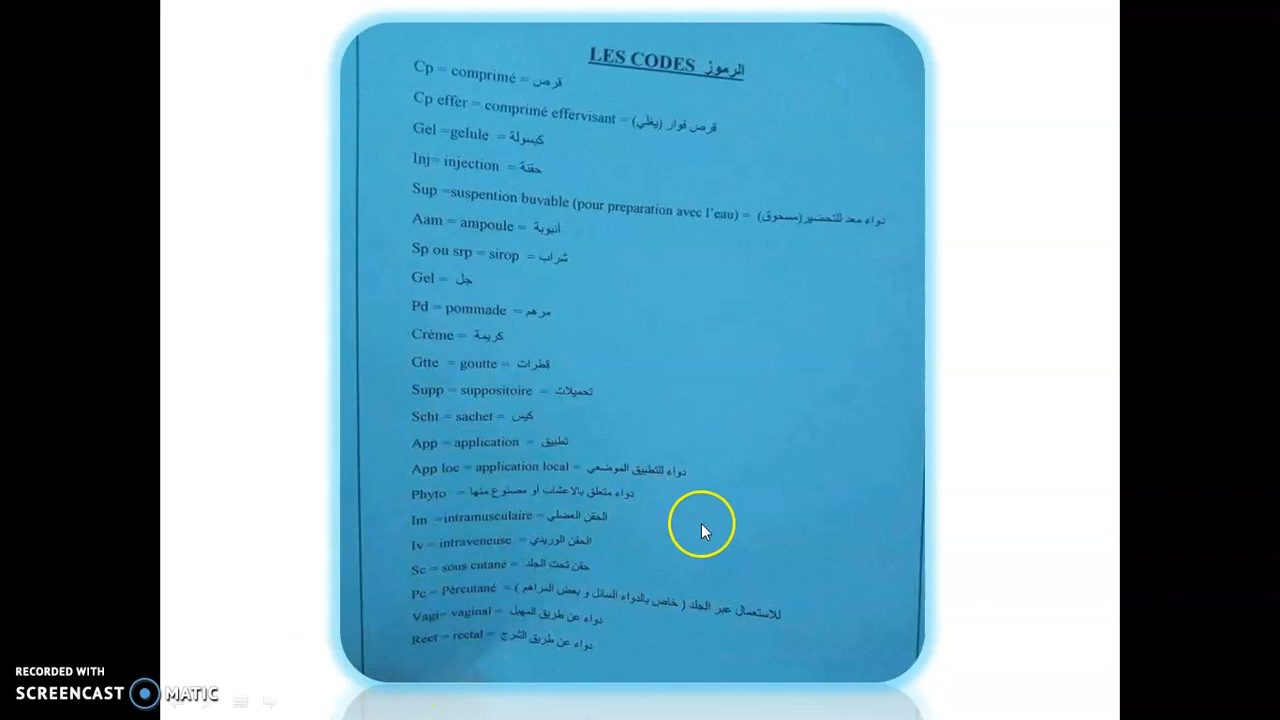 LES CODES الرموز
Cp = comprimé = قرص
Cp effer = comprimé effervisant = قرص فوار (يغلي)
Gel =gelule = كبسولة
Inj= injection = حقنة
Sup =suspention buvable (pour preparation avec l'eau) = دواء معد للتحضير(مسحوق)
Aam = ampoule = أنبوبة
Sp ou srp = sirop = شراب
Gel = جل
Pd = pommade = مرهم
Crème = كريمة
Gtte = goutte = قطرات
Supp = suppositoire = تحميلات
Scht = sachet = كيس
App = application = تطبيق
App loc = application local = دواء للتطبيق الموضعي
Phyto = دواء متعلق بالاعشاب أو مصنوع منها
Im =intramusculaire = الحقن العضلي
Iv = intraveneuse = الحقن الوريدي
Sc = sous cutané = حقن تحت الجلد
Pc = Pércutané = للاستعمال عبر الجلد ( خاص بالدواء السائل و بعض المراهم )
Vagi= vaginal = دواء عن طريق المهبل
Rect = rectal = دواء عن طريق الشرج
RECORDED WITH
SCREENCAST MATIC